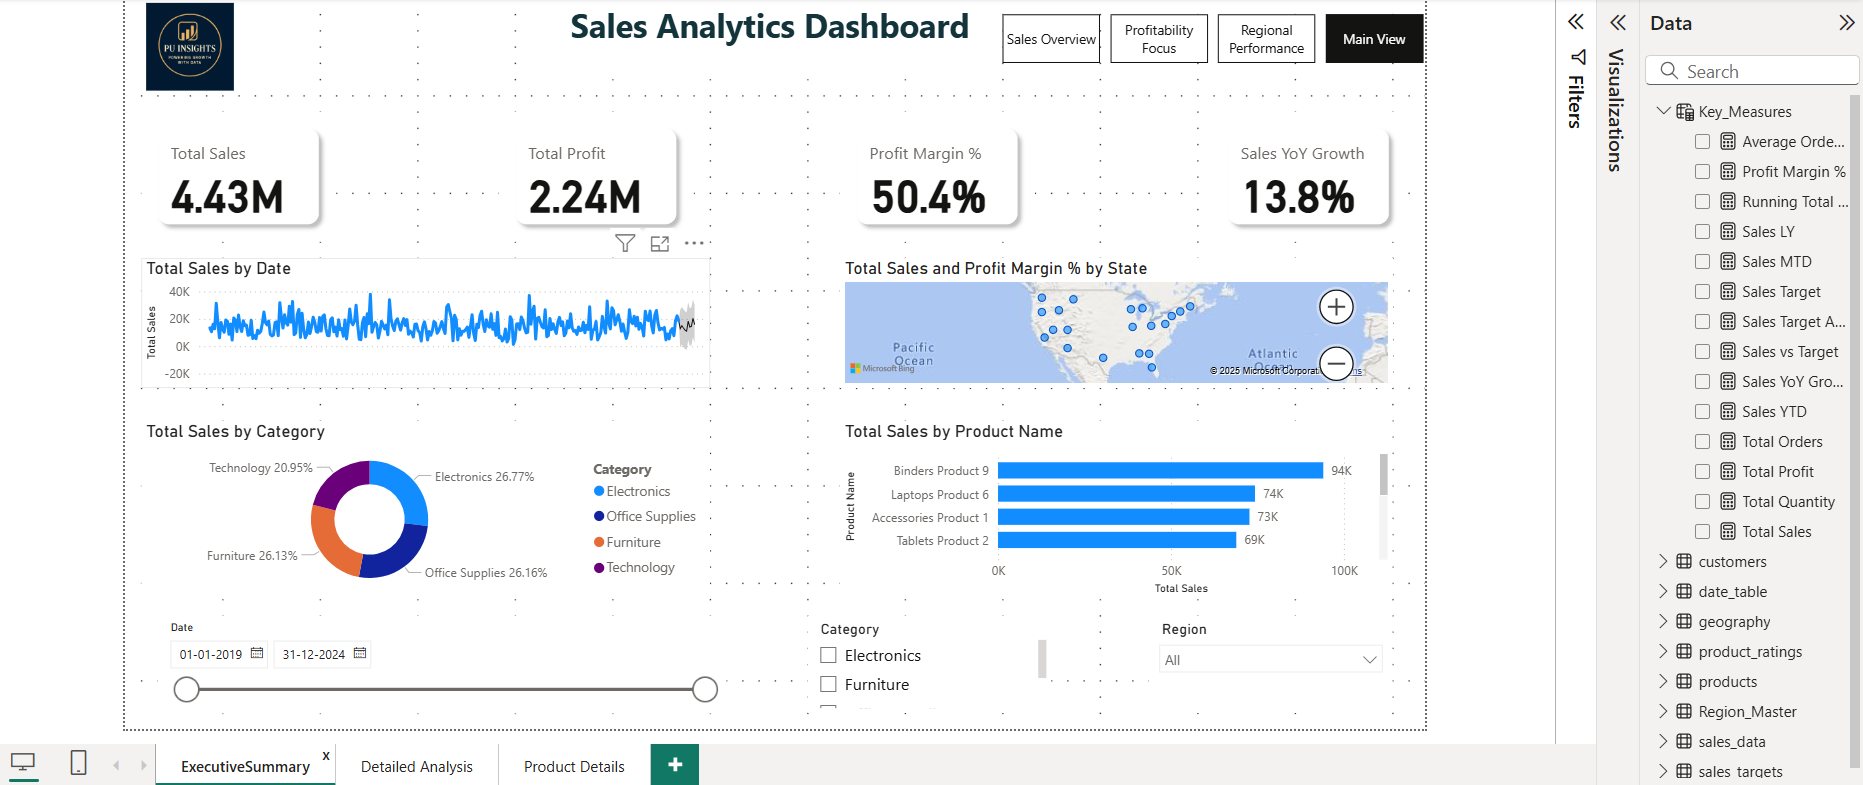 PU INSIGHTS
POWERING GROWTH
WITH DATA
Sales Analytics Dashboard
Sales Overview
Profitability
Focus
Regional
Performance
Main View
Total Sales
4.43M
Total Profit
2.24M
Profit Margin %
50.4%
Sales YoY Growth
13.8%
Total Sales by Date
Total Sales
40K
20K
0K
-20K
Total Sales and Profit Margin % by State
Pacific
Ocean
Atlantic
Ocean
Microsoft Bing
© 2025 Microsoft Corporati
Total Sales by Category
Technology 20.95%
Electronics 26.77%
Furniture 26.13%
Office Supplies 26.16%
Category
Electronics
Office Supplies
Furniture
Technology
Total Sales by Product Name
Product Name
Binders Product 9
94K
Laptops Product 6
74K
Accessories Product 1
73K
Tablets Product 2
69K
0K
50K
100K
Total Sales
Date
01-01-2019
31-12-2024
Category
Electronics
Furniture
Region
All
ExecutiveSummary
x
Detailed Analysis
Product Details
+
Filters
Visualizations
Data
Search
Key_Measures
Average Orde...
Profit Margin %
Running Total ...
Sales LY
Sales MTD
Sales Target
Sales Target A...
Sales vs Target
Sales YoY Gro...
Sales YTD
Total Orders
Total Profit
Total Quantity
Total Sales
customers
date_table
geography
product_ratings
products
Region_Master
sales_data
sales_targets